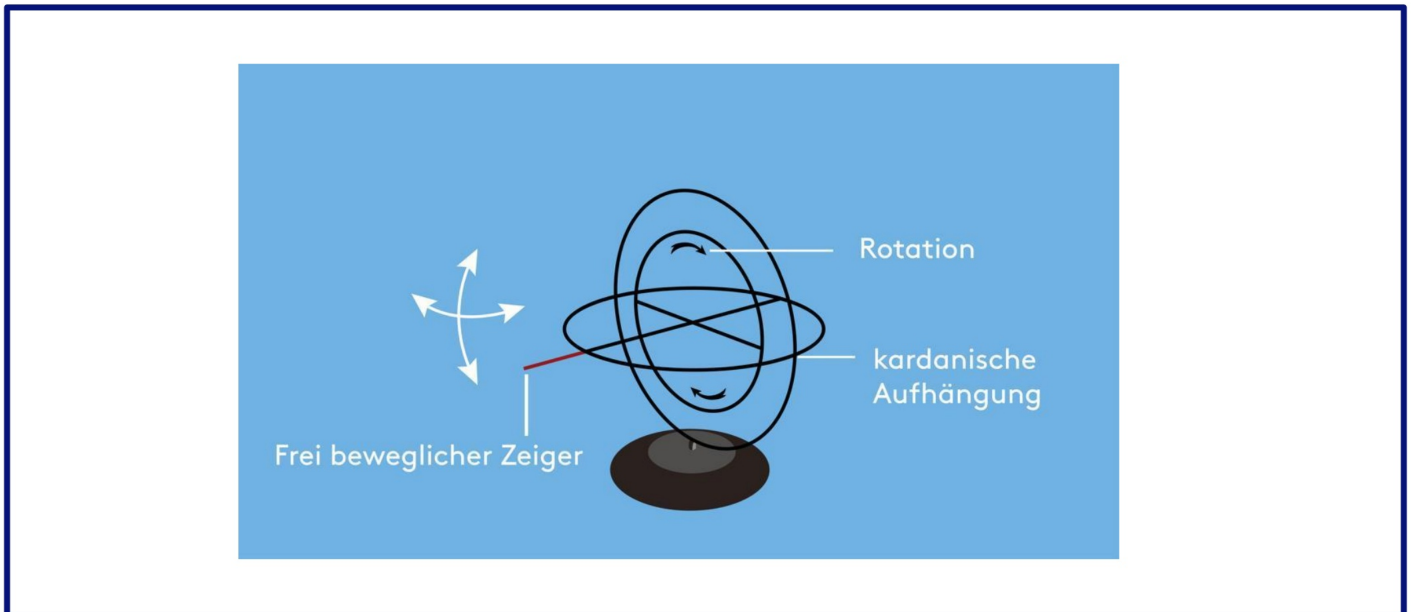 Rotation
kardanische
Aufhängung
Frei beweglicher Zeiger